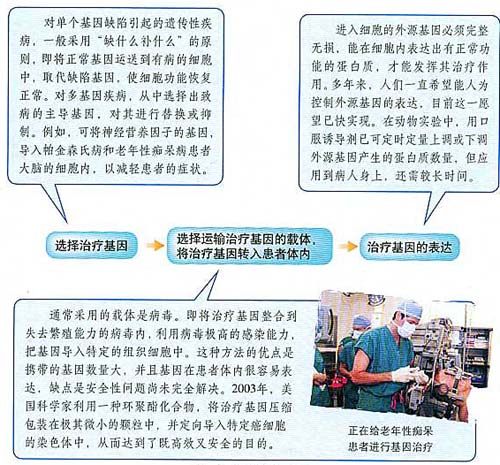 对单个基因缺陷引起的遗传性疾
病，一般采用“缺什么补什么”的原
则，即将正常基因运送到有病的细胞
中，取代缺陷基因，使细胞功能恢复
正常。对多基因疾病，从中选择出致
病的主导基因，对其进行替换或抑
制。例如，可将神经营养因子的基因，
导入帕金森氏病和老年性痴呆病患者
大脑的细胞内，以减轻患者的症状。
进入细胞的外源基因必须完整
无损，能在细胞内表达出有正常功
能的蛋白质，才能发挥其治疗作
用。多年来，人们一直希望能人为
控制外源基因的表达，目前这一愿
望已快实现。在动物实验中，用口
服诱导剂已可定时定量上调或下调
外源基因产生的蛋白质数量，但应
用到病人身上，还需较长时间。
选择治疗基因
选择运输治疗基因的载体，
将治疗基因转入患者体内
治疗基因的表达
通常采用的载体是病毒。即将治疗基因整合到
失去繁殖能力的病毒内，利用病毒极高的感染能力，
把基因导入特定的组织细胞中。这种方法的优点是
携带的基因数量大，并且基因在患者体内很容易表
达，缺点是安全性问题尚未完全解决。2003年，美
国科学家利用一种环聚酯化合物，将治疗基因压缩
包装在极其微小的颗粒中，并定向导入特定癌细胞
的染色体中，从而达到了既高效又安全的目的。
正在给老年性痴呆
患者进行基因治疗